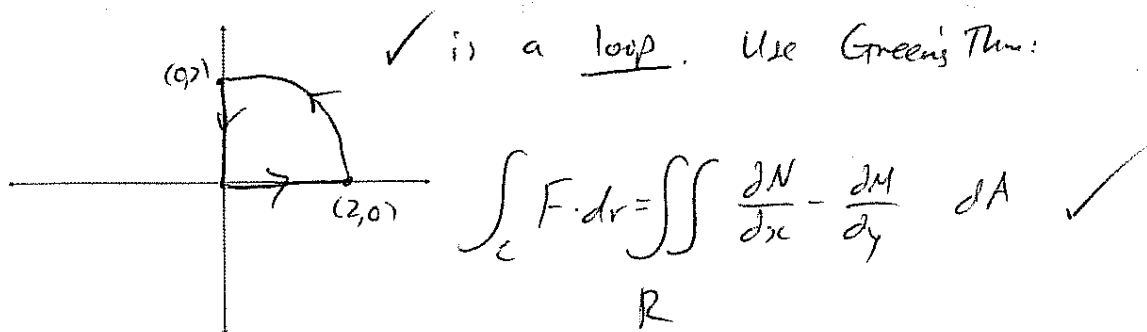 ✓ is a loop. Use Green's Thm:
(0,2)
(2,0)
∫_C F·dr = ∬_R ∂N/∂x - ∂M/∂y dA ✓